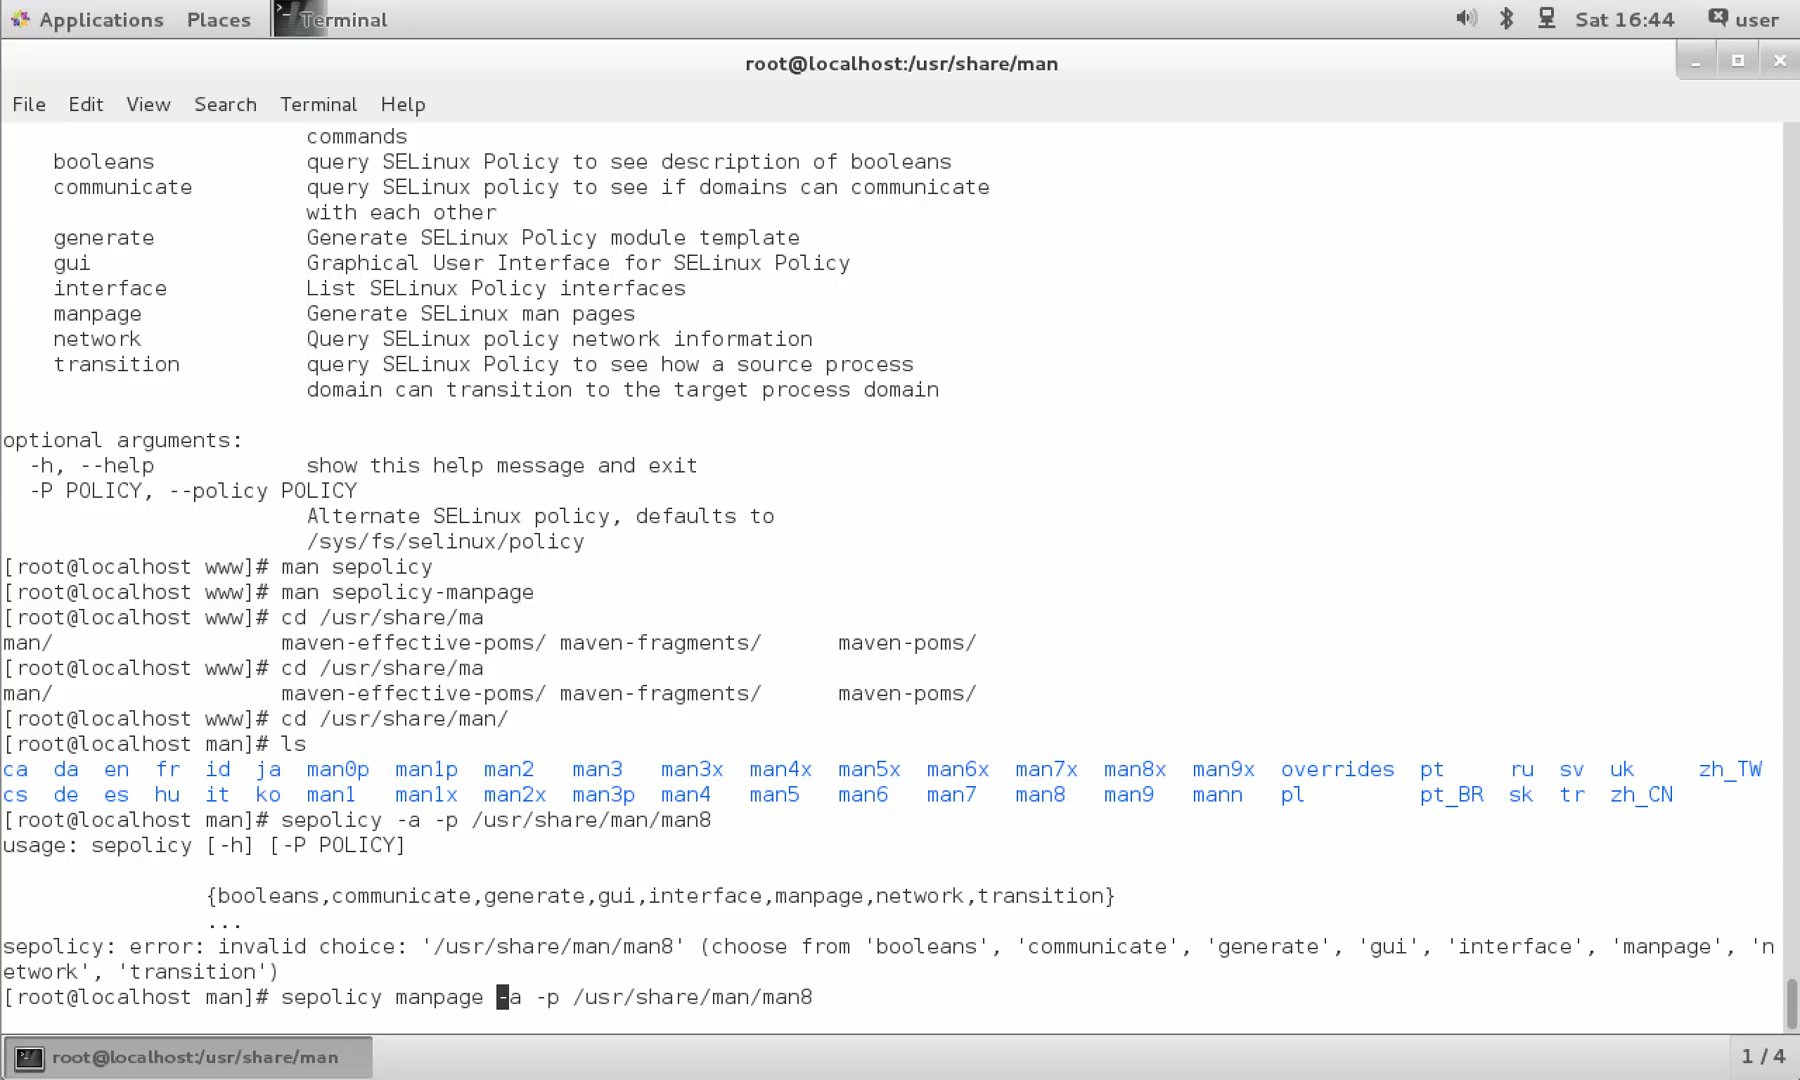 Applications Places Terminal Sat 16:44 user
root@localhost:/usr/share/man
File Edit View Search Terminal Help
commands
booleans query SELinux Policy to see description of booleans
communicate query SELinux policy to see if domains can communicate
with each other
generate Generate SELinux Policy module template
gui Graphical User Interface for SELinux Policy
interface List SELinux Policy interfaces
manpage Generate SELinux man pages
network Query SELinux policy network information
transition query SELinux Policy to see how a source process
domain can transition to the target process domain
optional arguments:
-h, --help show this help message and exit
-P POLICY, --policy POLICY
Alternate SELinux policy, defaults to
/sys/fs/selinux/policy
[root@localhost www]# man sepolicy
[root@localhost www]# man sepolicy-manpage
[root@localhost www]# cd /usr/share/ma
man/ maven-effective-poms/ maven-fragments/ maven-poms/
[root@localhost www]# cd /usr/share/ma
man/ maven-effective-poms/ maven-fragments/ maven-poms/
[root@localhost www]# cd /usr/share/man/
[root@localhost man]# ls
ca da en fr id ja man0p man1p man2 man3 man3x man4x man5x man6x man7x man8x man9x overrides pt ru sv uk zh_TW
cs de es hu it ko man1 man1x man2x man3p man4 man5 man6 man7 man8 man9 mann pl pt_BR sk tr zh_CN
[root@localhost man]# sepolicy -a -p /usr/share/man/man8
usage: sepolicy [-h] [-P POLICY]
{booleans,communicate,generate,gui,interface,manpage,network,transition}
...
sepolicy: error: invalid choice: '/usr/share/man/man8' (choose from 'booleans', 'communicate', 'generate', 'gui', 'interface', 'manpage', 'n
etwork', 'transition')
[root@localhost man]# sepolicy manpage -a -p /usr/share/man/man8
root@localhost:/usr/share/man 1 / 4